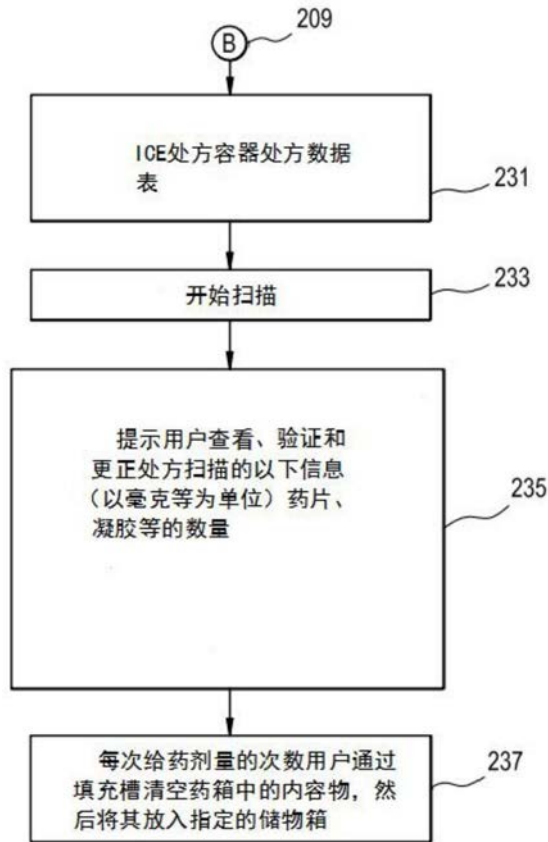 B
209
ICE处方容器处方数据
表
231
开始扫描
233
提示用户查看、验证和
更正处方扫描的以下信息
(以毫克等为单位)药片、
凝胶等的数量
235
每次给药剂量的次数用户通过
填充槽清空药箱中的内容物,然
后将其放入指定的储物箱
237